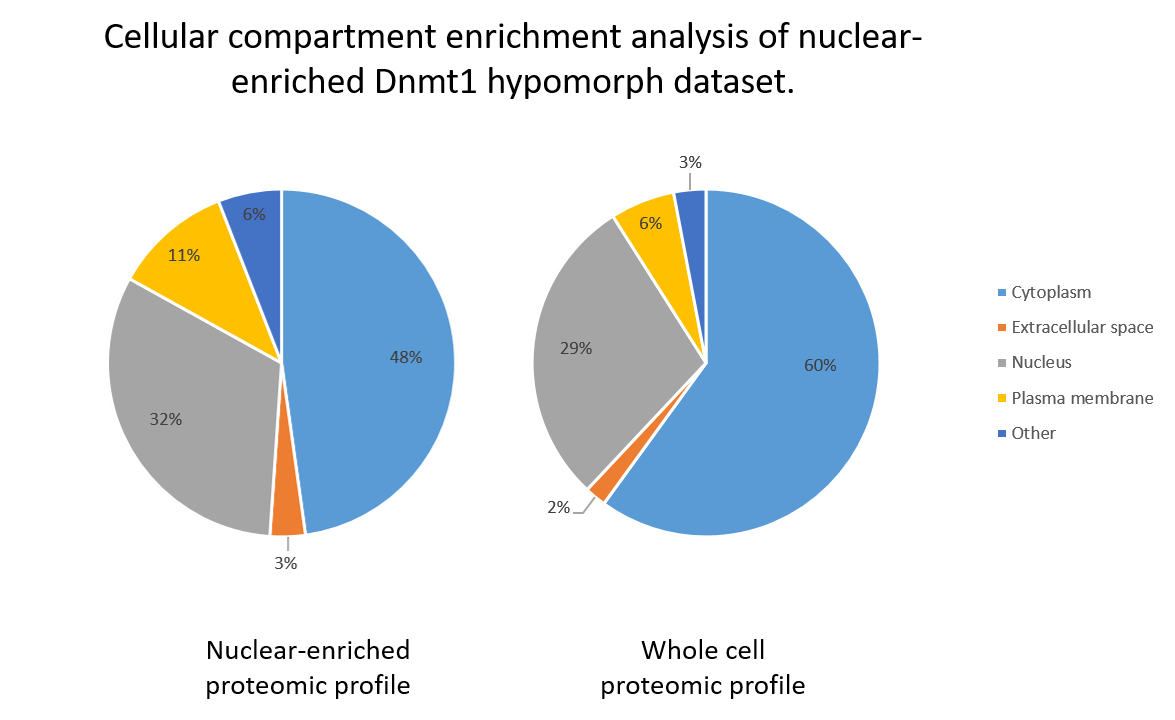 Cellular compartment enrichment analysis of nuclear-
enriched Dnmt1 hypomorph dataset.
6%
11%
48%
32%
3%
3%
6%
29%
60%
2%
Cytoplasm
Extracellular space
Nucleus
Plasma membrane
Other
Nuclear-enriched
proteomic profile
Whole cell
proteomic profile